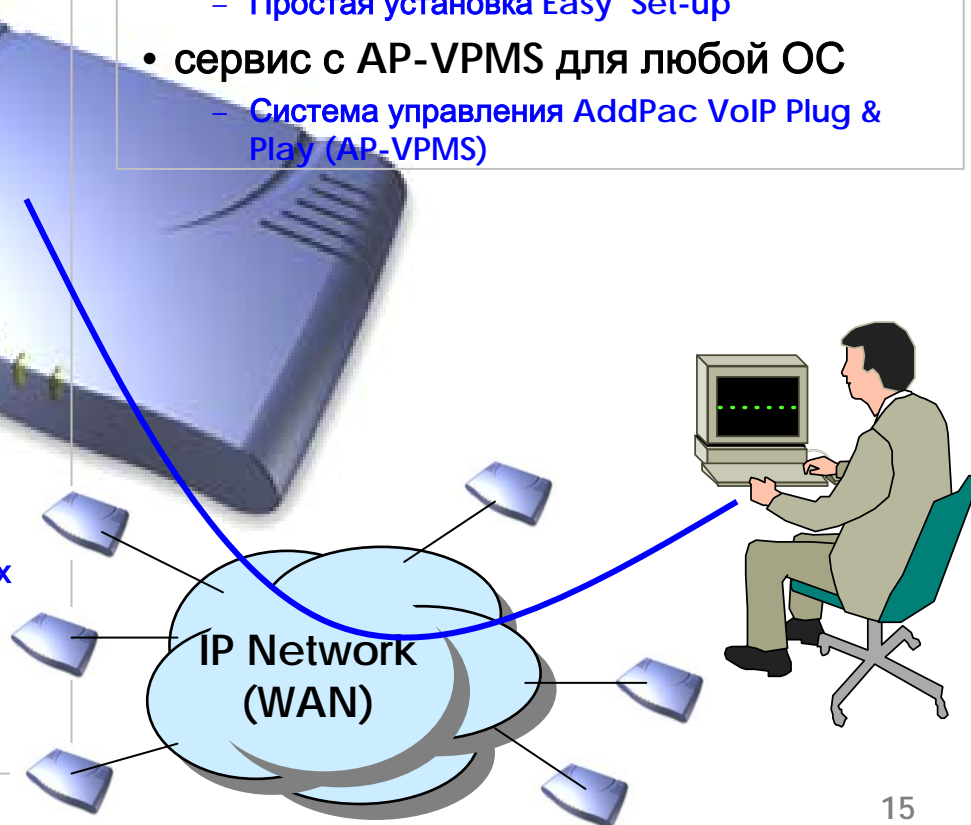 – Простая установка Easy Set-up
• сервис с AP-VPMS для любой ОС
– Система управления AddPac VoIP Plug &
Play (AP-VPMS)
х
IP Network
(WAN)
15